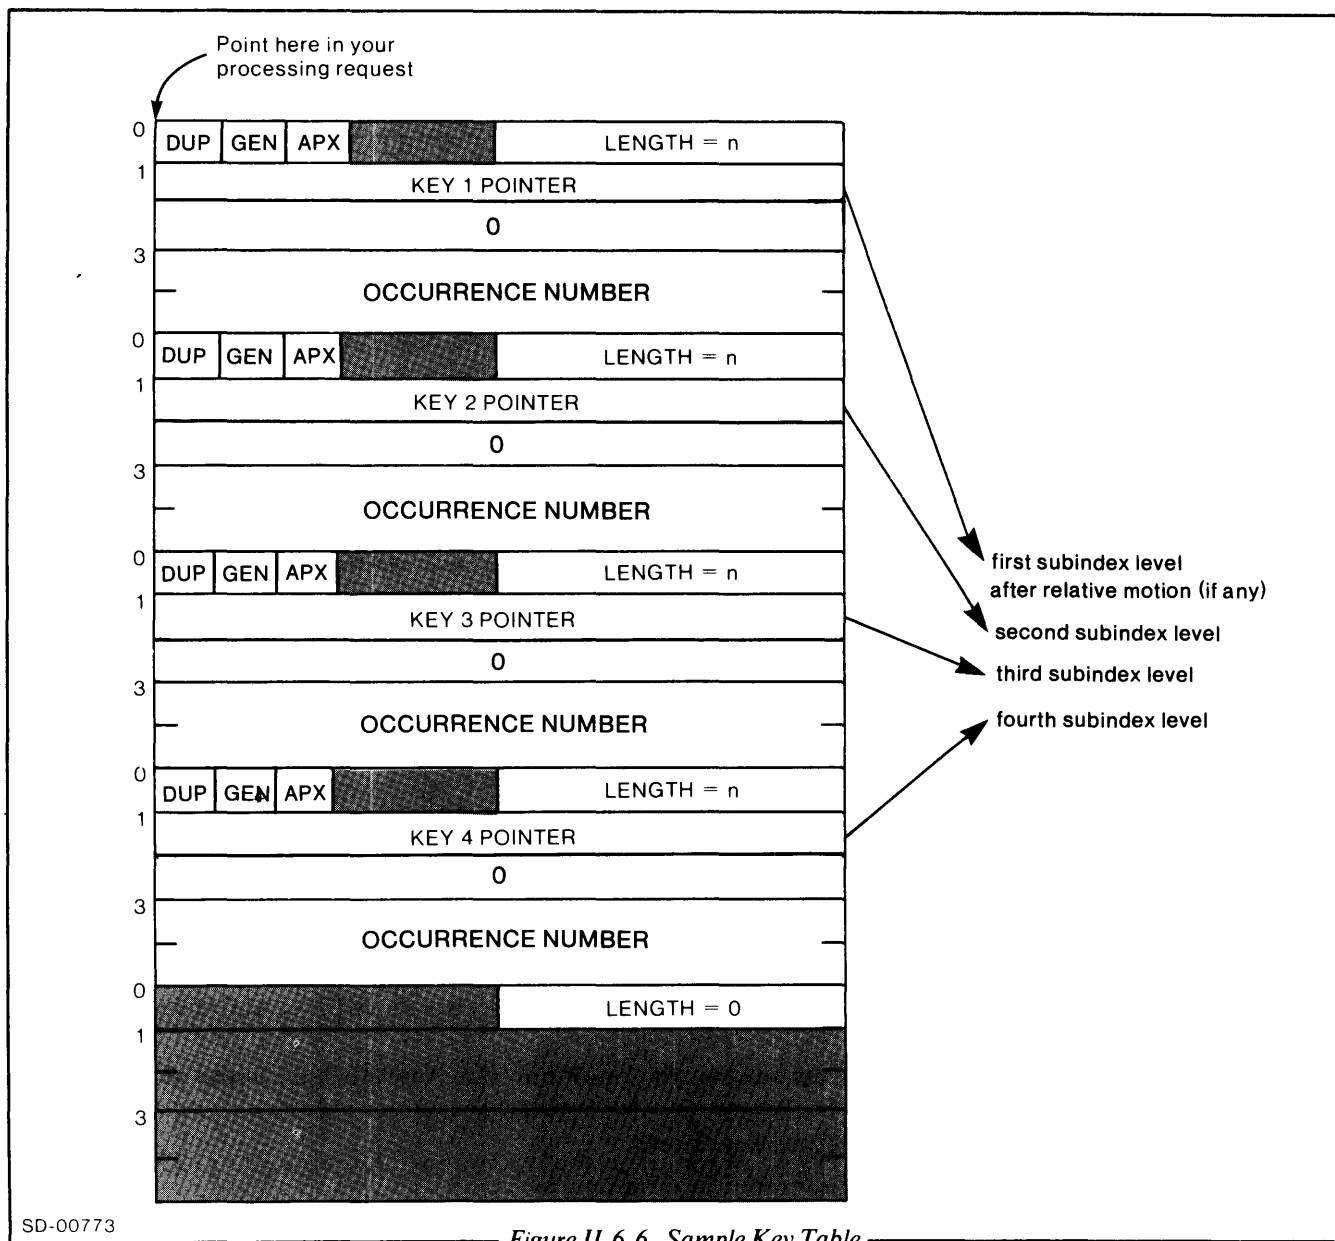 Point here in your
processing request
0
DUP GEN APX LENGTH = n
1
KEY 1 POINTER
0
3
OCCURRENCE NUMBER
0
DUP GEN APX LENGTH = n
1
KEY 2 POINTER
0
3
OCCURRENCE NUMBER
0
DUP GEN APX LENGTH = n
1
KEY 3 POINTER
0
3
OCCURRENCE NUMBER
0
DUP GEN APX LENGTH = n
1
KEY 4 POINTER
0
3
OCCURRENCE NUMBER
0
LENGTH = 0
1
3
first subindex level
after relative motion (if any)
second subindex level
third subindex level
fourth subindex level
SD-00773
Figure II-6-6. Sample Key Table